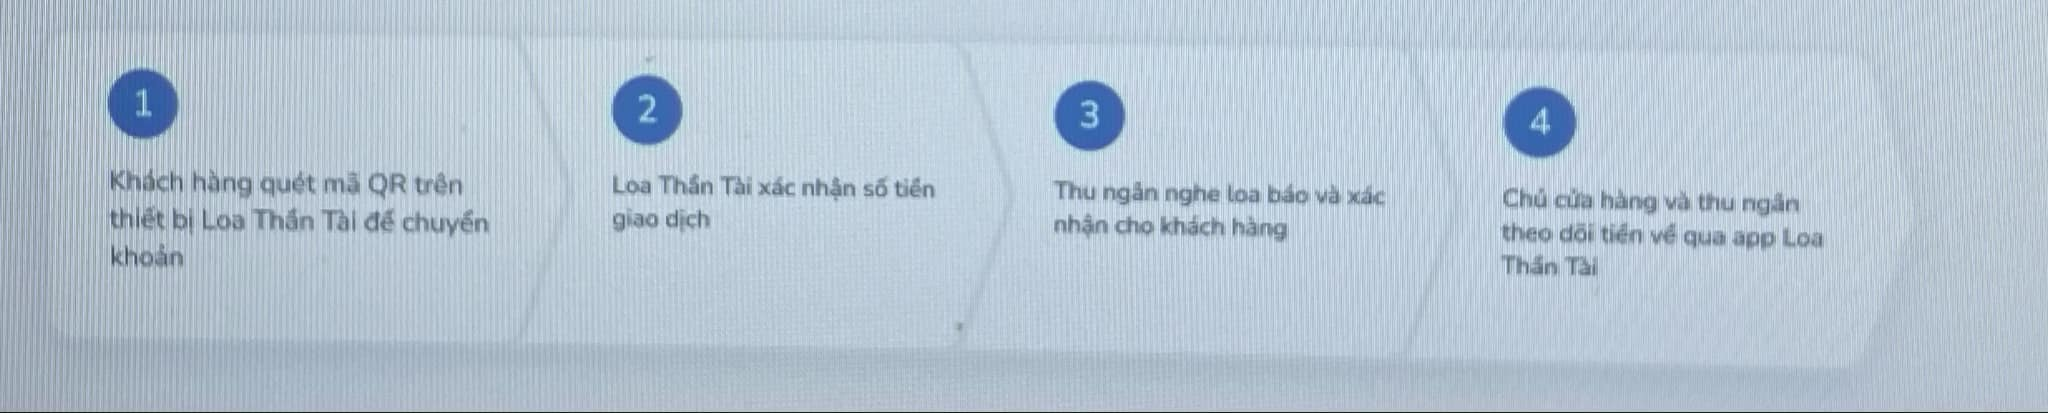 1
Khách hàng quét mã QR trên
thiết bị Loa Thần Tài để chuyển
khoản
2
Loa Thần Tài xác nhận số tiền
giao dịch
3
Thu ngân nghe loa báo và xác
nhận cho khách hàng
4
Chủ cửa hàng và thu ngân
theo dõi tiền về qua app Loa
Thần Tài